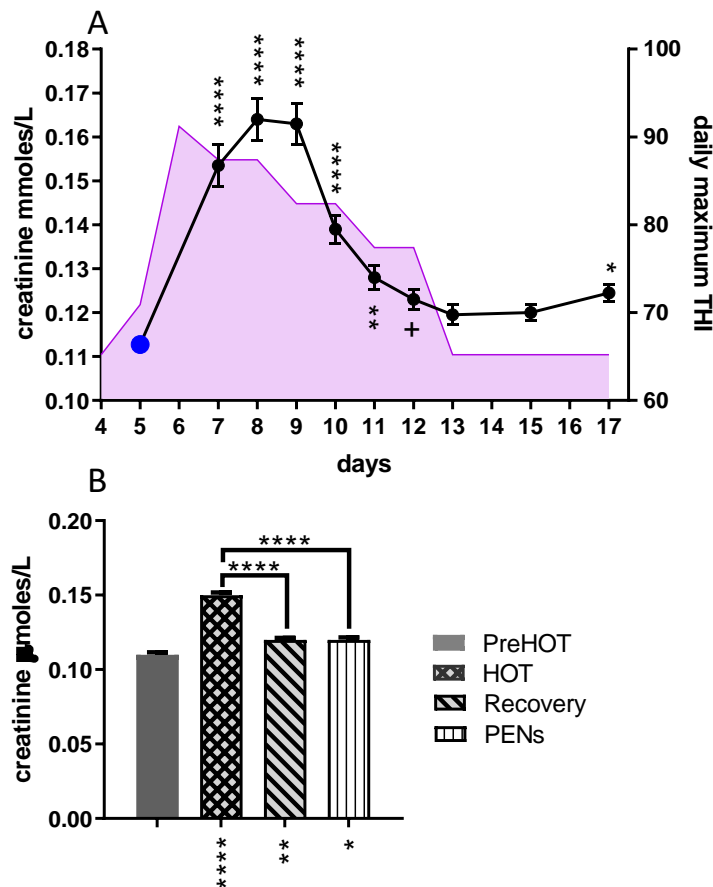 A
creatinine mmoles/L
0.18
0.17
0.16
0.15
0.14
0.13
0.12
0.11
0.10
****
****
****
****
**
+
*
100
90
80
70
60
daily maximum THI
4 5 6 7 8 9 10 11 12 13 14 15 16 17
days
B
creatinine mmoles/L
0.20
0.15
0.10
0.05
0.00
****
****
****
**
*
PreHOT
HOT
Recovery
PENs